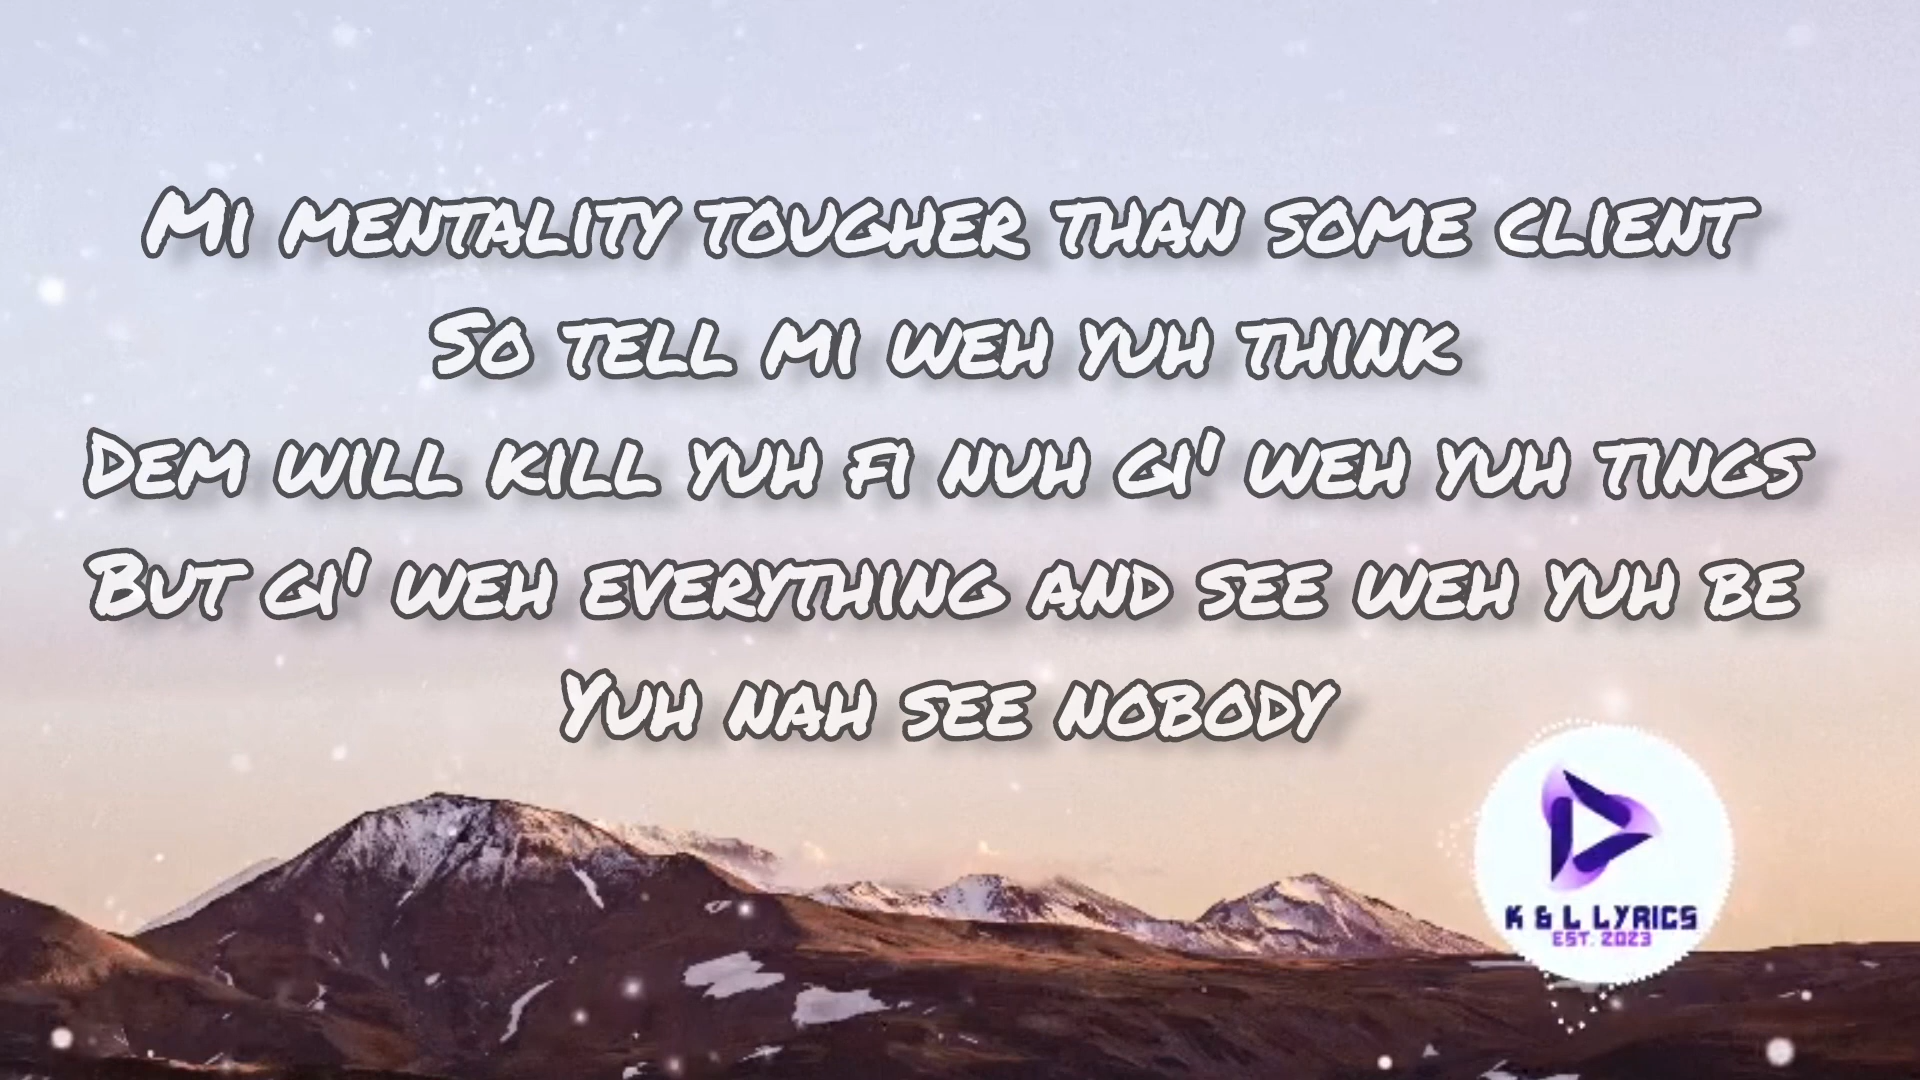 Mi mentality tougher than some client
So tell mi weh yuh think
Dem will kill yuh fi nuh gi' weh yuh tings
But gi' weh everything and see weh yuh be
Yuh nah see nobody
K & L LYRICS
EST. 2023